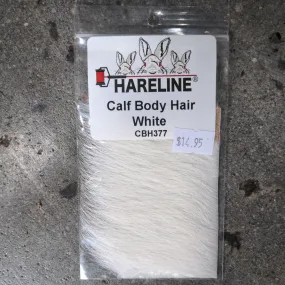 HARELINE®
Calf Body Hair
White
CBH377
$14.95